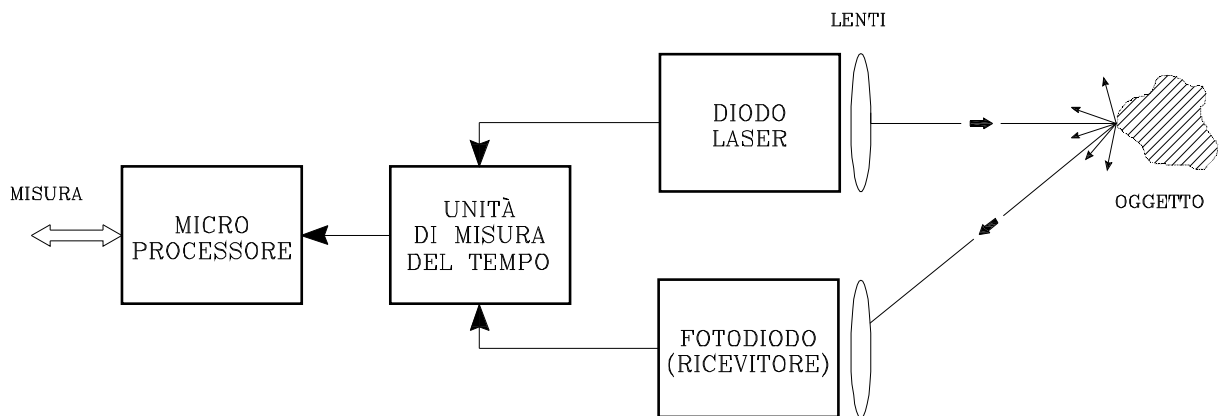 LENTI
DIODO
LASER
MISURA
MICRO
PROCESSORE
UNITÀ
DI MISURA
DEL TEMPO
OGGETTO
FOTODIODO
(RICEVITORE)